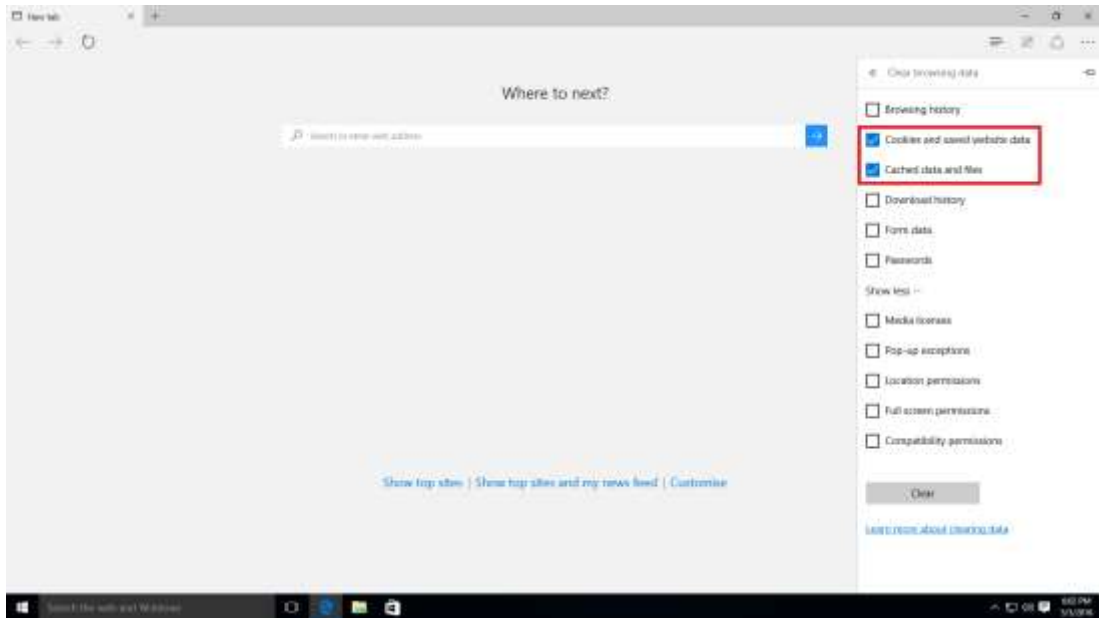 New tab
Where to next?
Search or enter web address
Clear browsing data
Browsing history
Cookies and saved website data
Cached data and files
Download history
Form data
Passwords
Show less
Media licenses
Pop-up exceptions
Location permissions
Full screen permissions
Compatibility permissions
Clear
Learn more about clearing data
Show top sites | Show top sites and my news feed | Customise
Search the web and Windows
6:02 PM